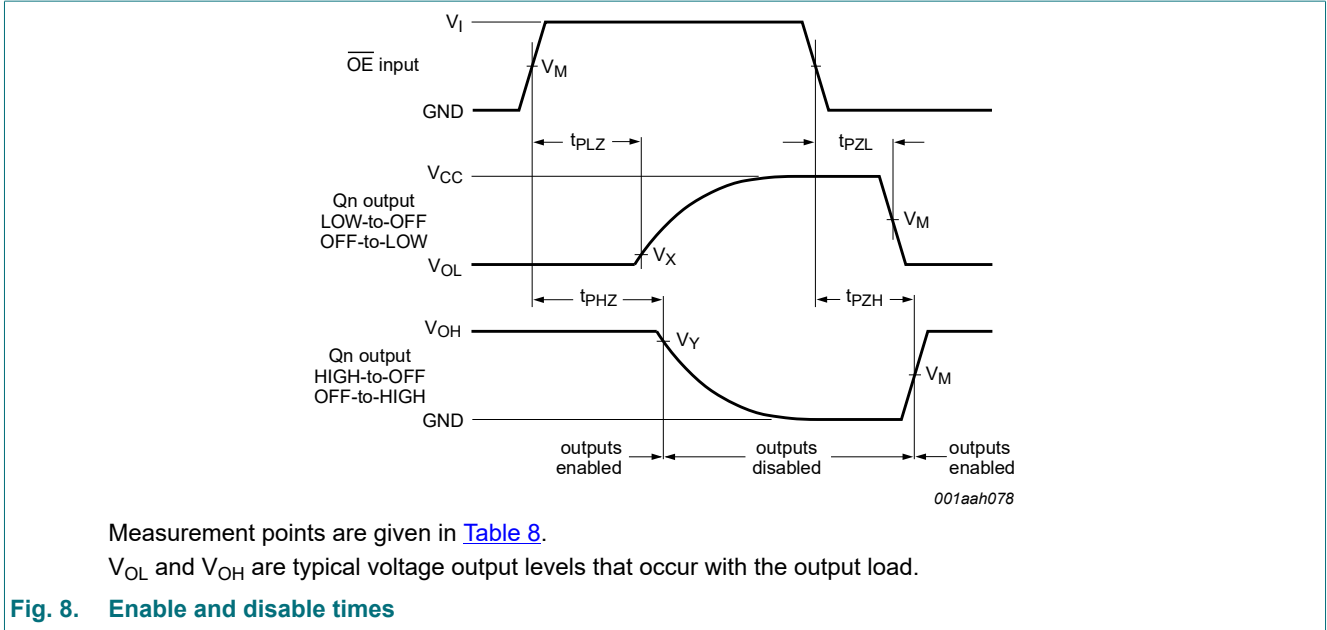 V_I
OE input
V_M
GND
t_PLZ
t_PZL
V_CC
Qn output
LOW-to-OFF
OFF-to-LOW
V_M
V_X
V_OL
t_PHZ
t_PZH
V_OH
V_Y
Qn output
HIGH-to-OFF
OFF-to-HIGH
V_M
GND
outputs enabled
outputs disabled
outputs enabled
001aah078
Measurement points are given in Table 8.
V_OL and V_OH are typical voltage output levels that occur with the output load.
Fig. 8. Enable and disable times